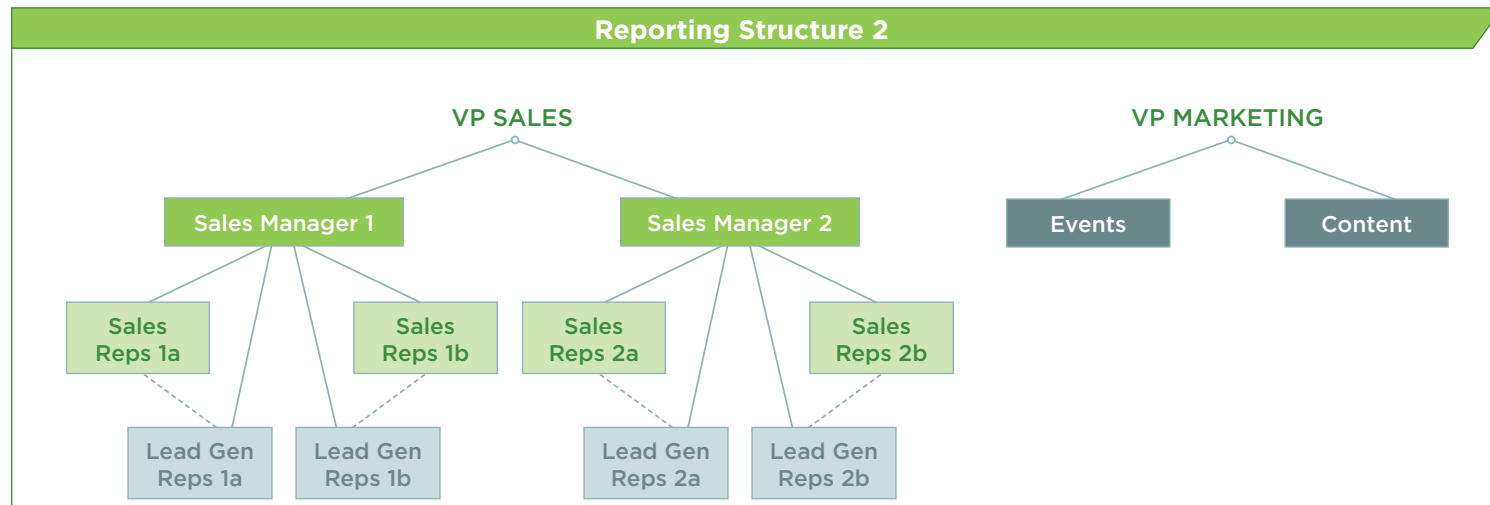 Reporting Structure 2
VP SALES
VP MARKETING
Sales Manager 1
Sales Manager 2
Events
Content
Sales
Reps 1a
Sales
Reps 1b
Sales
Reps 2a
Sales
Reps 2b
Lead Gen
Reps 1a
Lead Gen
Reps 1b
Lead Gen
Reps 2a
Lead Gen
Reps 2b